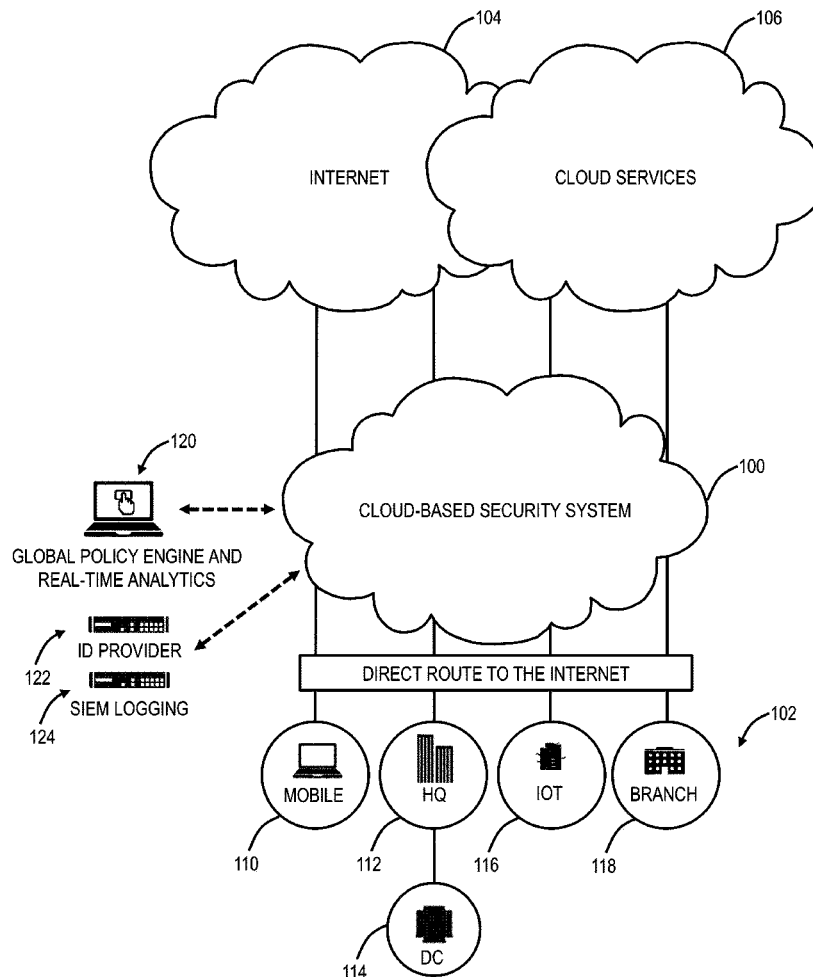 104
106
INTERNET
CLOUD SERVICES
120
100
CLOUD-BASED SECURITY SYSTEM
GLOBAL POLICY ENGINE AND
REAL-TIME ANALYTICS
ID PROVIDER
122
DIRECT ROUTE TO THE INTERNET
SIEM LOGGING
124
102
MOBILE
HQ
IOT
BRANCH
110
112
116
118
DC
114